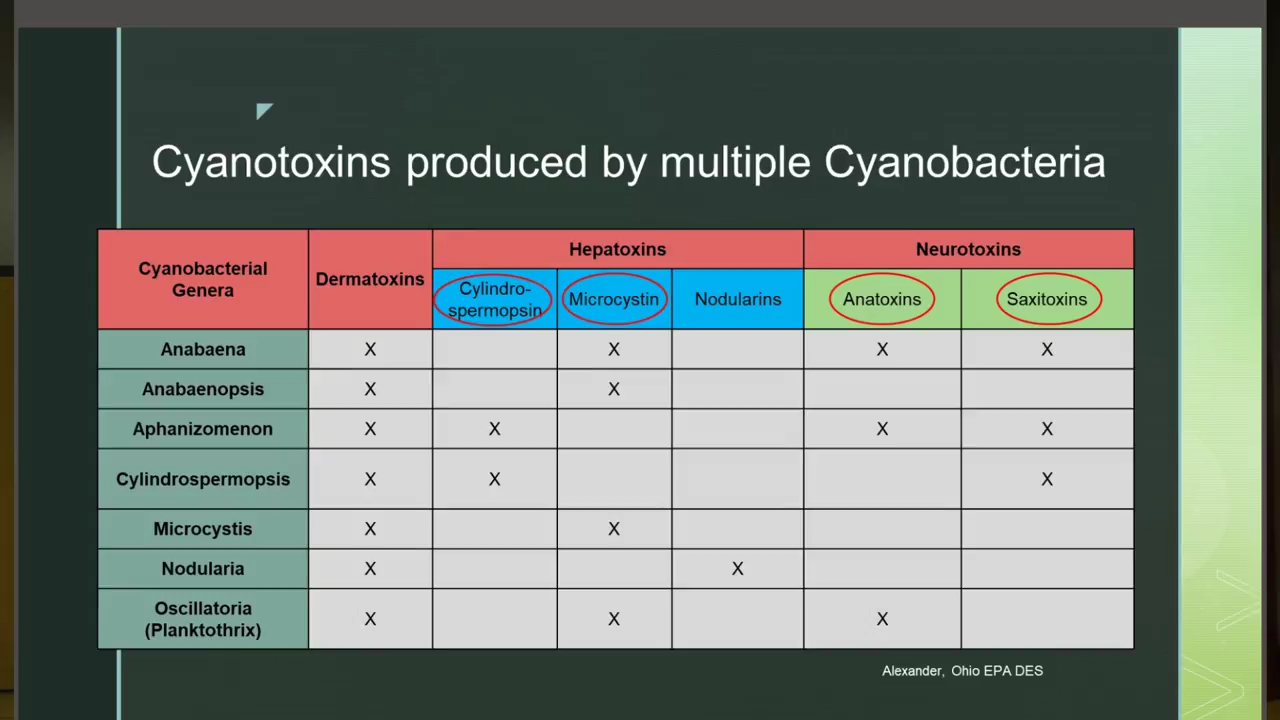 Cyanotoxins produced by multiple Cyanobacteria
Cyanobacterial
Genera
Dermatoxins
Hepatoxins
Neurotoxins
Cylindro-
spermopsin
Microcystin
Nodularins
Anatoxins
Saxitoxins
Anabaena X X X X
Anabaenopsis X X
Aphanizomenon X X X X
Cylindrospermopsis X X X
Microcystis X X
Nodularia X X
Oscillatoria
(Planktothrix) X X X
Alexander, Ohio EPA DES